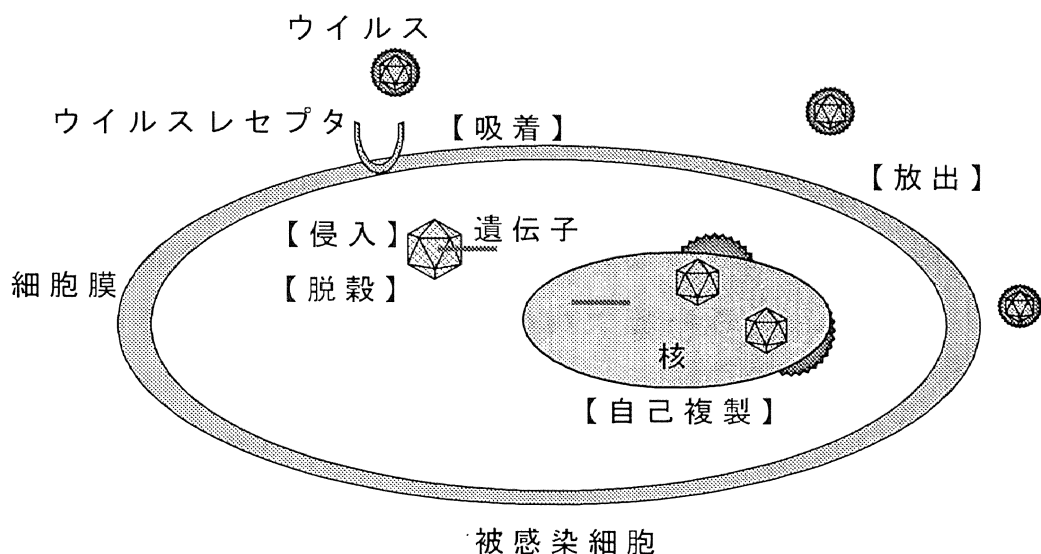 ウイルス
ウイルスレセプタ
【吸着】
【放出】
【侵入】
遺伝子
細胞膜
【脱穀】
核
【自己複製】
被感染細胞